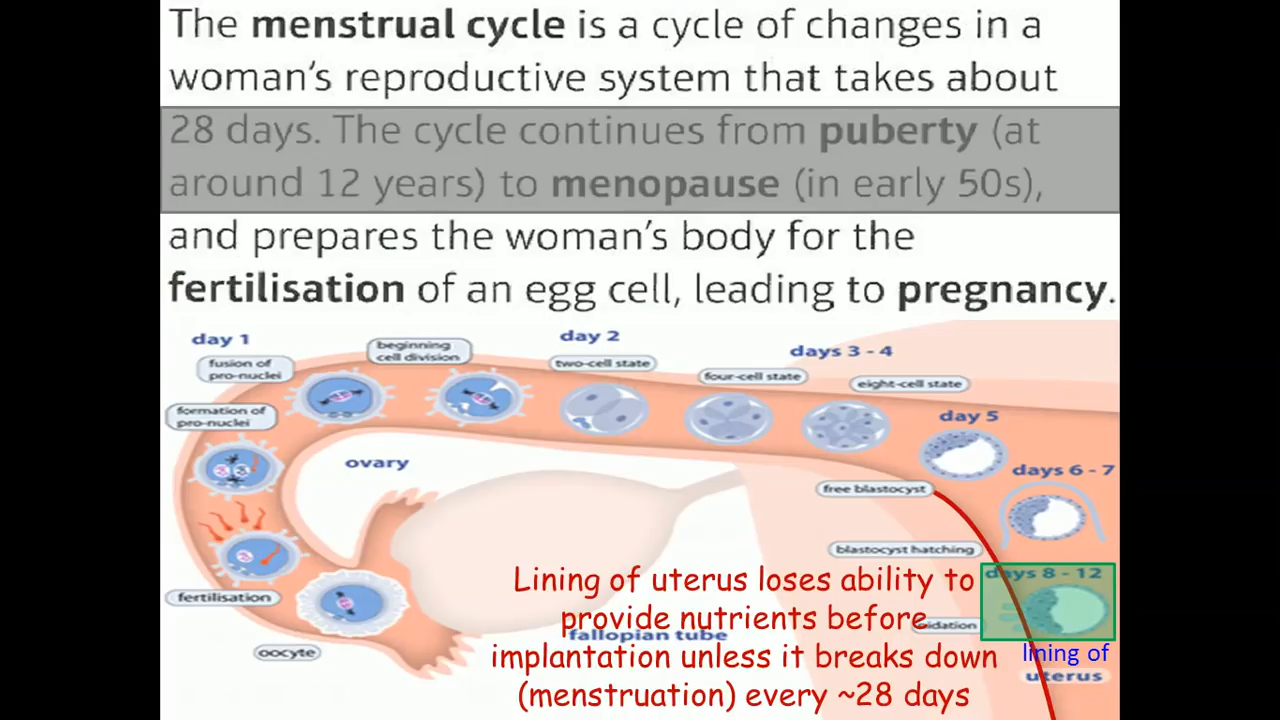 The menstrual cycle is a cycle of changes in a
woman's reproductive system that takes about
28 days. The cycle continues from puberty (at
around 12 years) to menopause (in early 50s),
and prepares the woman's body for the
fertilisation of an egg cell, leading to pregnancy.
day 1
beginning
cell division
day 2
days 3 - 4
fusion of
pro-nuclei
two-cell state
four-cell state
eight-cell state
formation of
pro-nuclei
day 5
ovary
days 6 - 7
free blastocyst
blastocyst hatching
days 8 - 12
Lining of uterus loses ability to
provide nutrients before
implantation unless it breaks down
(menstruation) every ~28 days
fertilisation
fallopian tube
oocyte
lining of
uterus